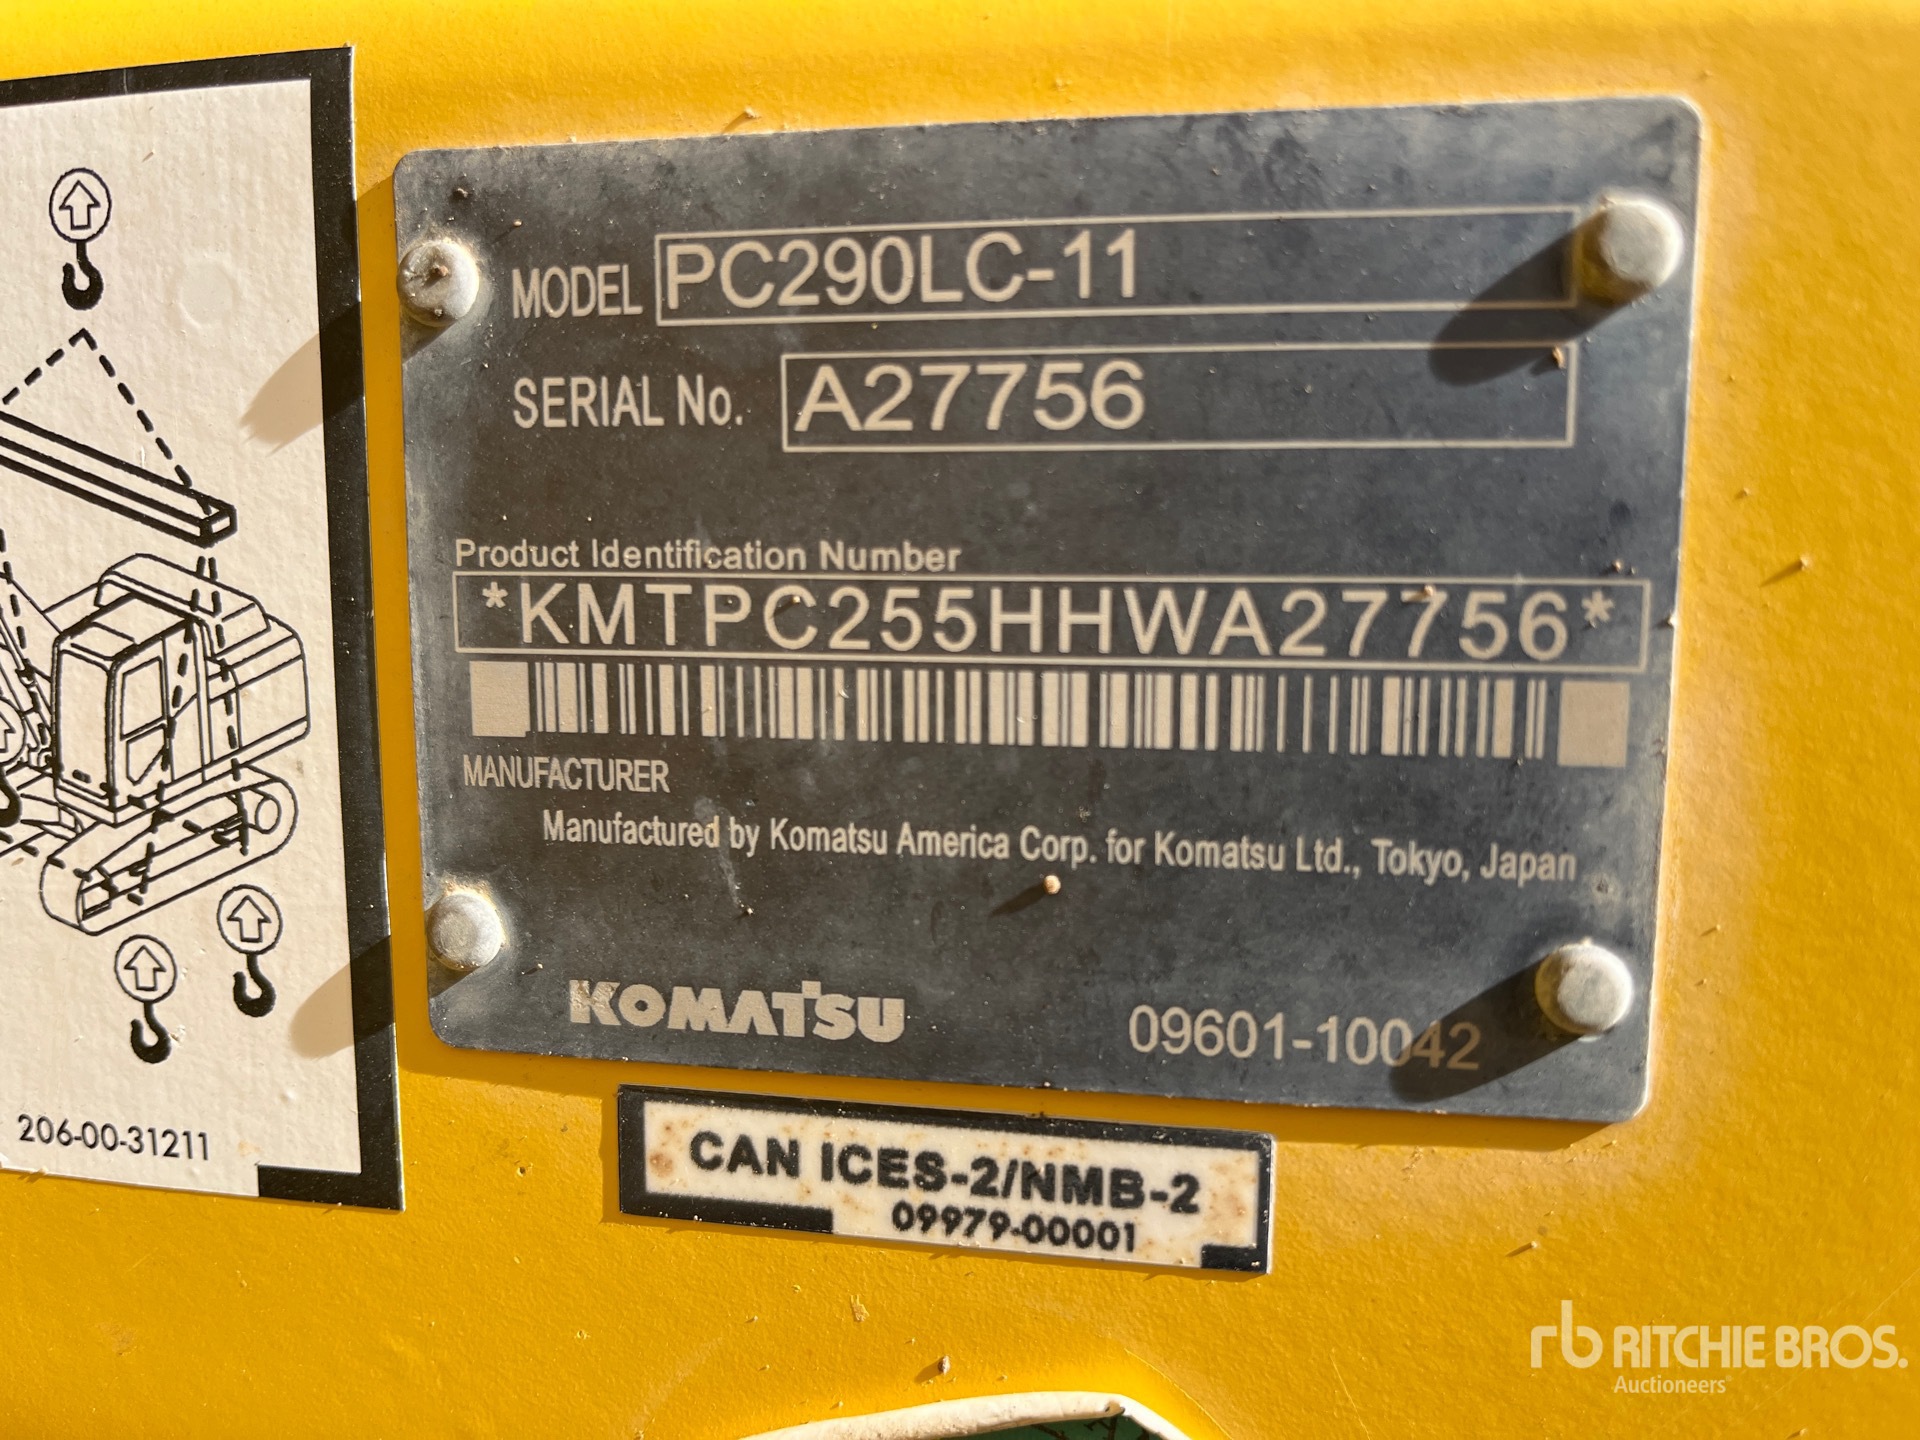 MODEL PC290LC-11
SERIAL No. A27756
Product Identification Number
*KMTPC255HHWA27756*
MANUFACTURER
Manufactured by Komatsu America Corp. for Komatsu Ltd., Tokyo, Japan
KOMATSU 09601-10042
206-00-31211
CAN ICES-2/NMB-2
09979-00001
rb RITCHIE BROS.
Auctioneers